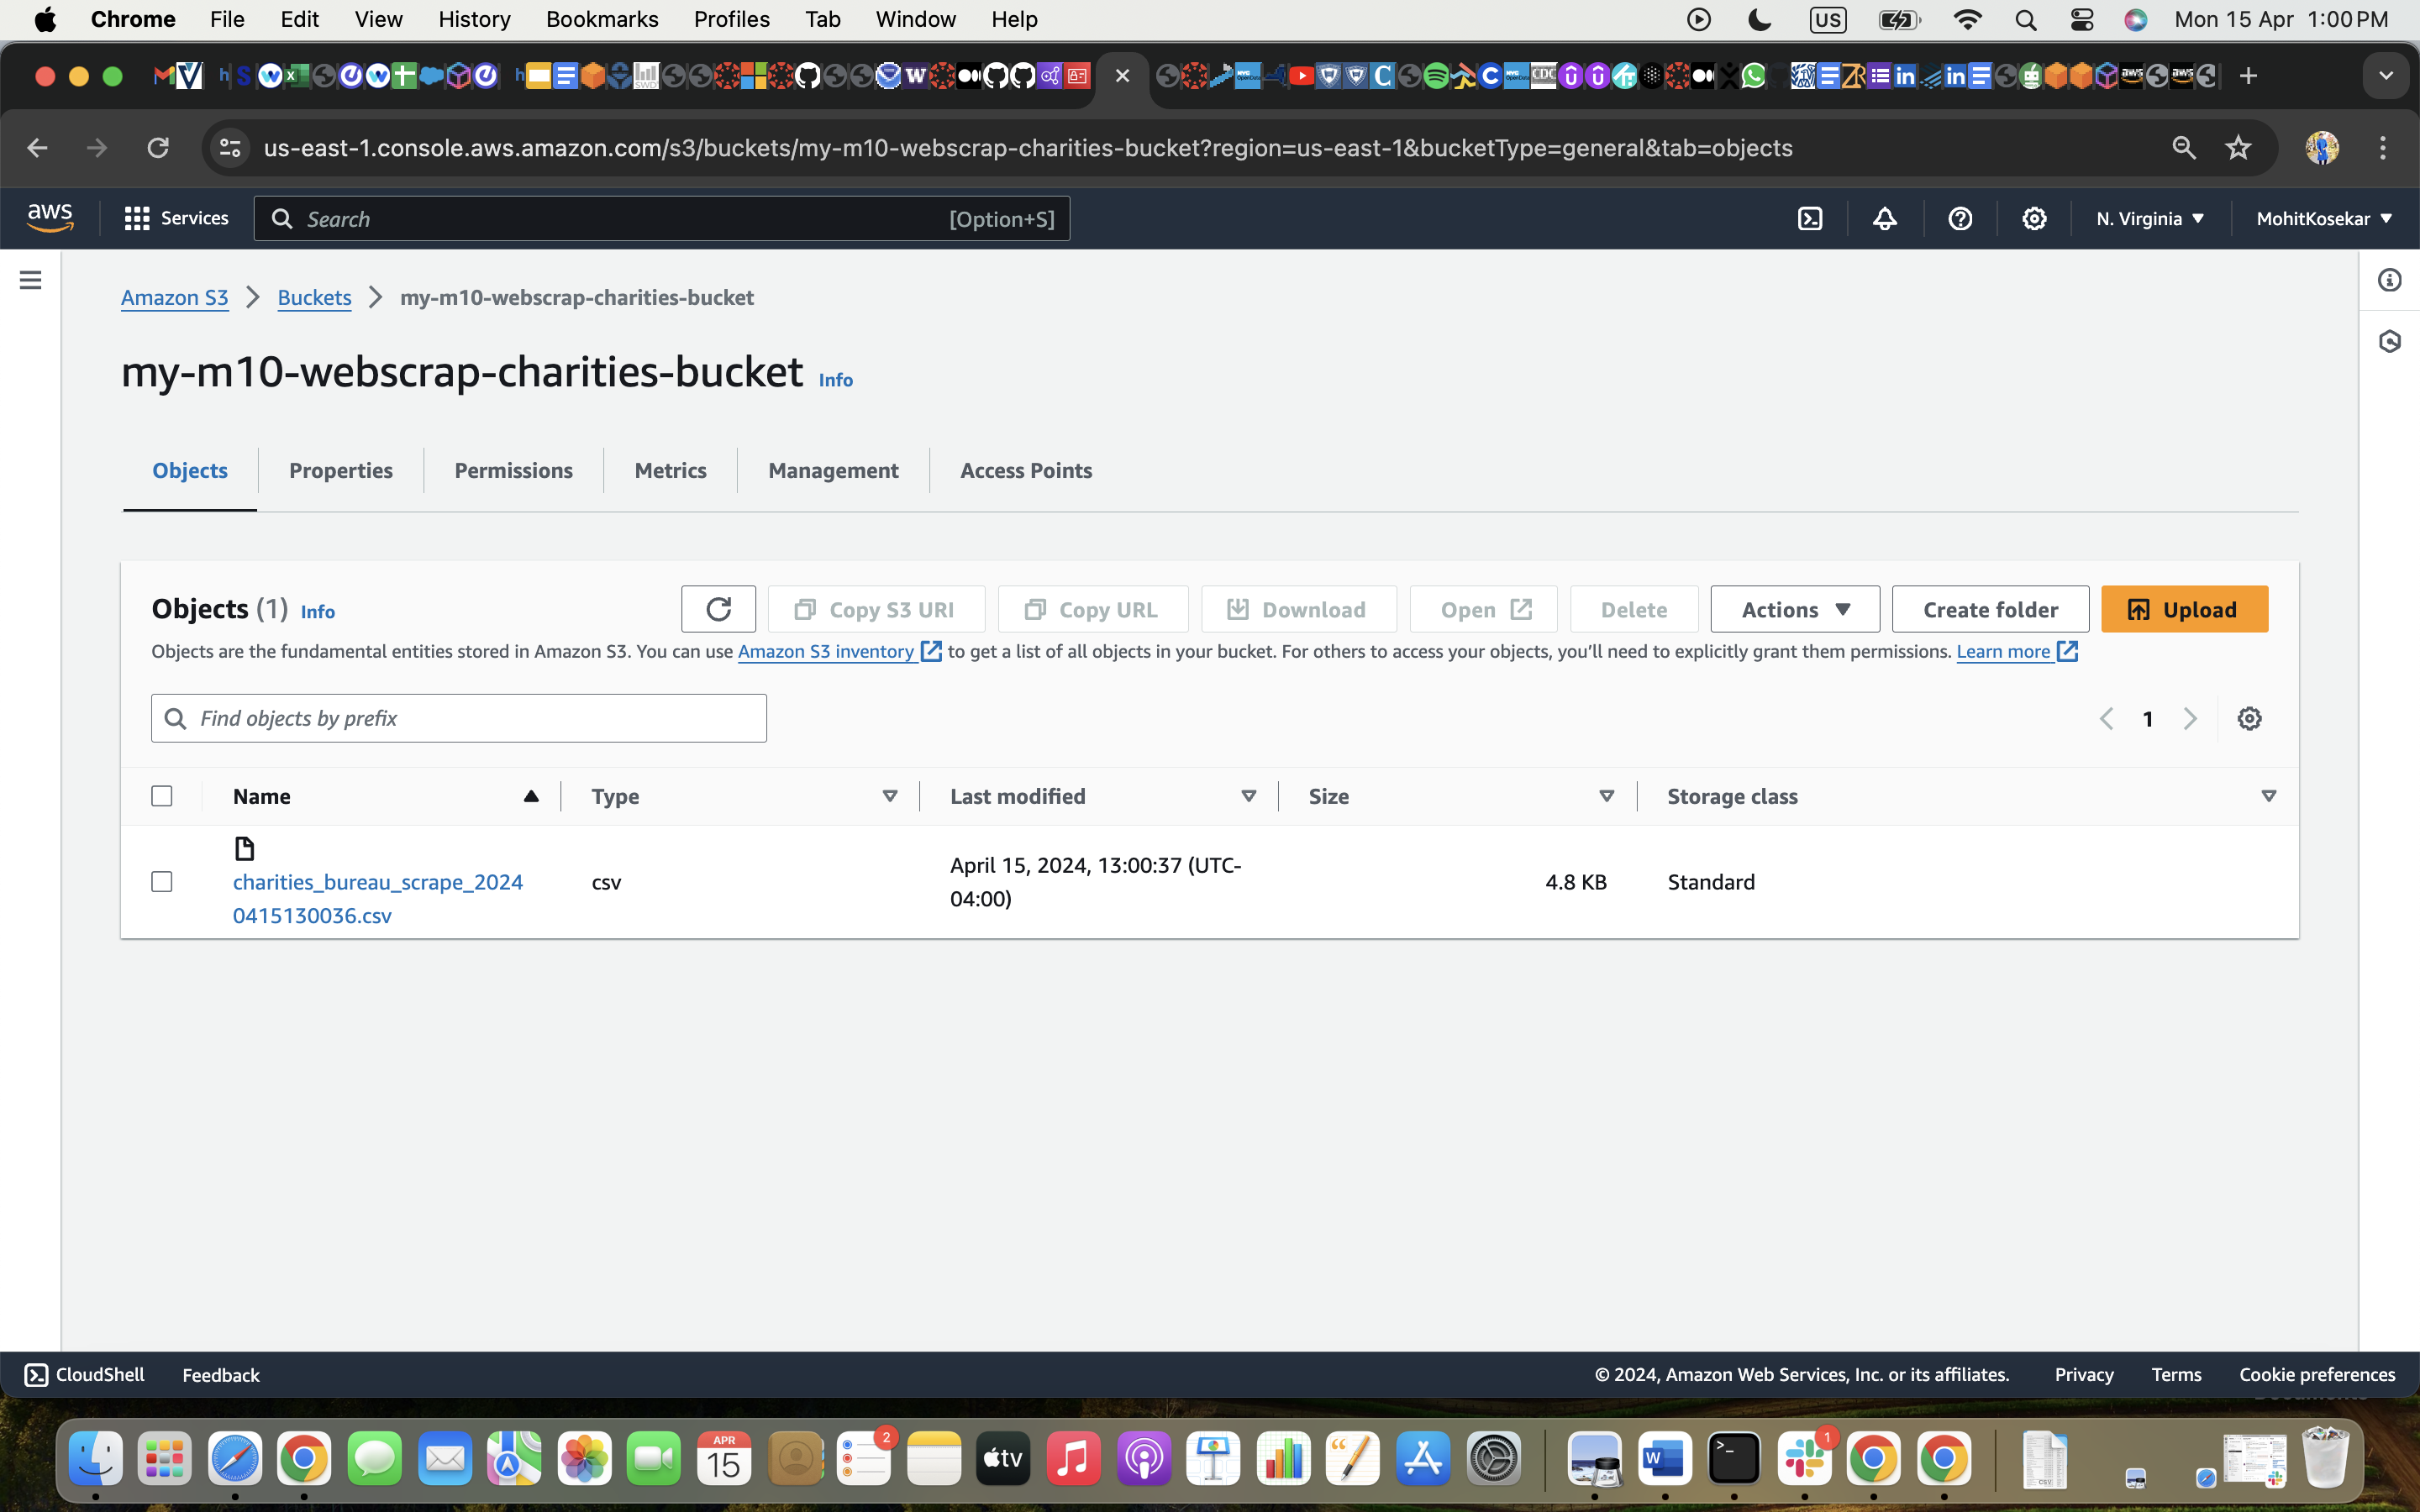 Chrome File Edit View History Bookmarks Profiles Tab Window Help US Mon 15 Apr 1:00 PM
us-east-1.console.aws.amazon.com/s3/buckets/my-m10-webscrap-charities-bucket?region=us-east-1&bucketType=general&tab=objects
aws Services Search [Option+S] N. Virginia MohitKosekar
Amazon S3 Buckets my-m10-webscrap-charities-bucket
my-m10-webscrap-charities-bucket Info
Objects Properties Permissions Metrics Management Access Points
Objects (1) Info Copy S3 URI Copy URL Download Open Delete Actions Create folder Upload
Objects are the fundamental entities stored in Amazon S3. You can use Amazon S3 inventory to get a list of all objects in your bucket. For others to access your objects, you'll need to explicitly grant them permissions. Learn more
Find objects by prefix 1
Name Type Last modified Size Storage class
charities_bureau_scrape_2024
0415130036.csv
csv
April 15, 2024, 13:00:37 (UTC-
04:00)
4.8 KB
Standard
CloudShell Feedback © 2024, Amazon Web Services, Inc. or its affiliates. Privacy Terms Cookie preferences
APR
15
2
tv
1